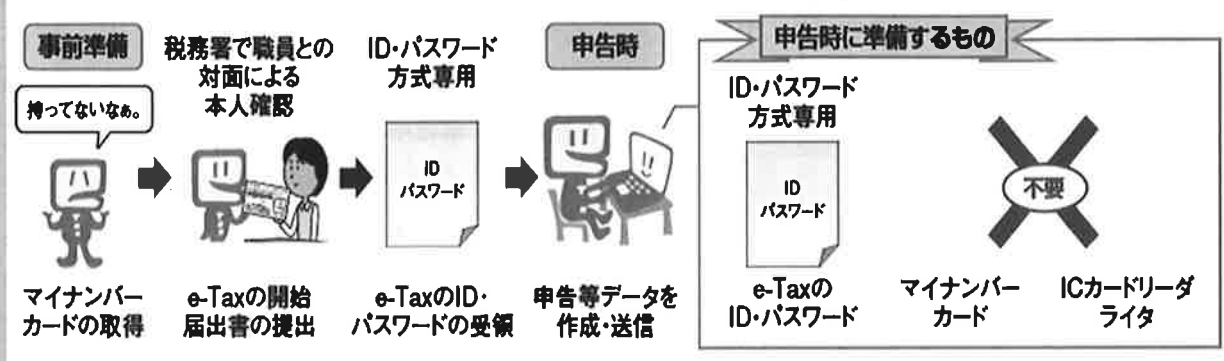 事前準備
持ってないなぁ。
マイナンバー
カードの取得
税務署で職員との
対面による
本人確認
e-Taxの開始
届出書の提出
ID・パスワード
方式専用
ID
パスワード
e-TaxのID・
パスワードの受領
申告時
申告等データを
作成・送信
申告時に準備するもの
ID・パスワード
方式専用
ID
パスワード
e-Taxの
ID・パスワード
不要
マイナンバー
カード
ICカードリーダ
ライタ